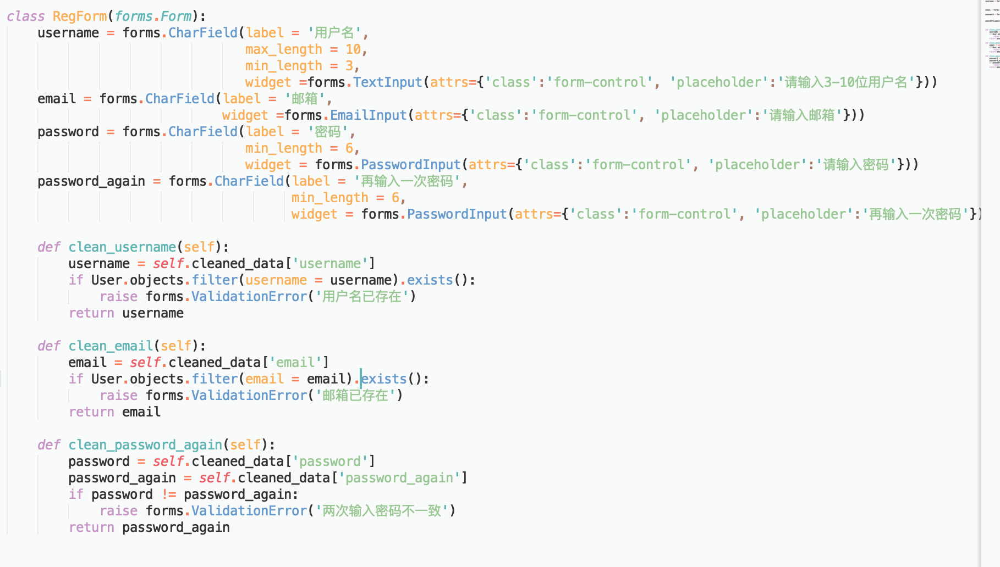 class RegForm(forms.Form):
    username = forms.CharField(label = '用户名',
                               max_length = 10,
                               min_length = 3,
                               widget =forms.TextInput(attrs={'class':'form-control', 'placeholder':'请输入3-10位用户名'}))
    email = forms.CharField(label = '邮箱',
                            widget =forms.EmailInput(attrs={'class':'form-control', 'placeholder':'请输入邮箱'}))
    password = forms.CharField(label = '密码',
                               min_length = 6,
                               widget = forms.PasswordInput(attrs={'class':'form-control', 'placeholder':'请输入密码'}))
    password_again = forms.CharField(label = '再输入一次密码',
                                     min_length = 6,
                                     widget = forms.PasswordInput(attrs={'class':'form-control', 'placeholder':'再输入一次密码'})
    def clean_username(self):
        username = self.cleaned_data['username']
        if User.objects.filter(username = username).exists():
            raise forms.ValidationError('用户名已存在')
        return username
    def clean_email(self):
        email = self.cleaned_data['email']
        if User.objects.filter(email = email).exists():
            raise forms.ValidationError('邮箱已存在')
        return email
    def clean_password_again(self):
        password = self.cleaned_data['password']
        password_again = self.cleaned_data['password_again']
        if password != password_again:
            raise forms.ValidationError('两次输入密码不一致')
        return password_again